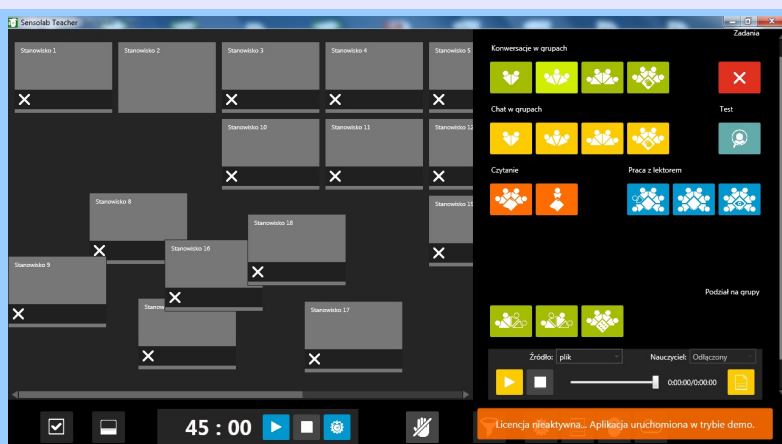 Sensolab Teacher
Zadania
Stanowisko 1
Stanowisko 2
Stanowisko 3
Stanowisko 4
Stanowisko 5
Konwersacje w grupach
Chat w grupach
Test
Stanowisko 10
Stanowisko 11
Stanowisko 12
Czytanie
Praca z lektorem
Stanowisko 8
Stanowisko 15
Stanowisko 18
Stanowisko 16
Stanowisko 9
Podział na grupy
Stanow
Stanowisko 17
Źródło: plik
Nauczyciel: Odłączony
0:00:00/0:00:00
45 : 00
Licencja nieaktywna... Aplikacja uruchomiona w trybie demo.